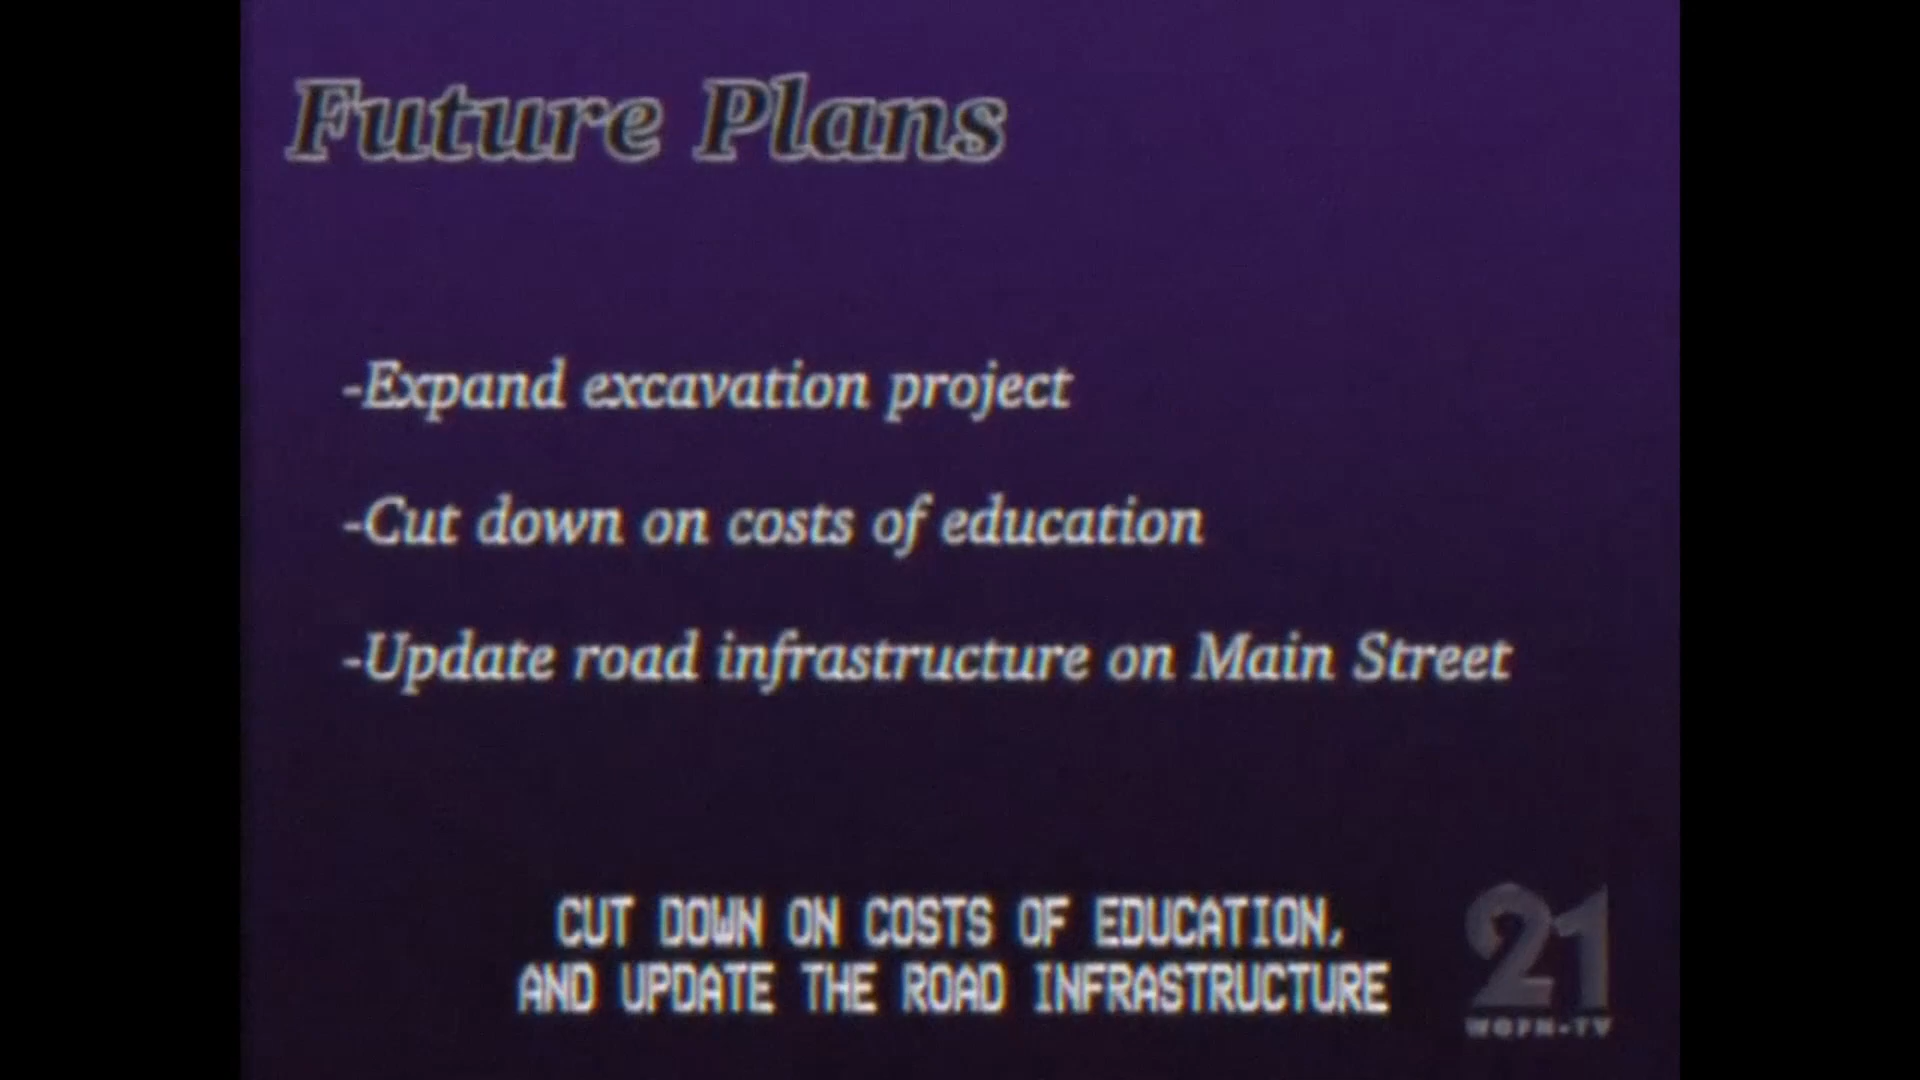 Future Plans
-Expand excavation project
-Cut down on costs of education
-Update road infrastructure on Main Street
CUT DOWN ON COSTS OF EDUCATION,
AND UPDATE THE ROAD INFRASTRUCTURE
21